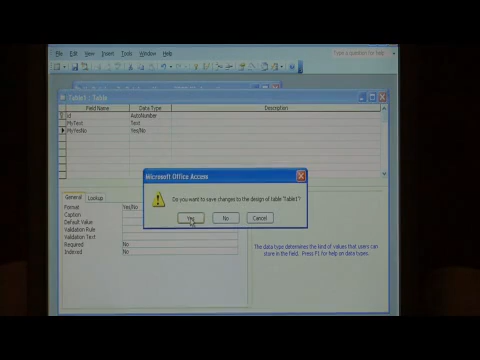 File Edit View Insert Tools Window Help Type a question for help
Table1 : Table
Field Name Data Type Description
id AutoNumber
MyText Text
MyYesNo Yes/No
Microsoft Office Access
Do you want to save changes to the design of table 'Table1'?
Yes No Cancel
General Lookup
Format Yes/No
Caption
Default Value
Validation Rule
Validation Text
Required No
Indexed No
The data type determines the kind of values that users can
store in the field. Press F1 for help on data types.